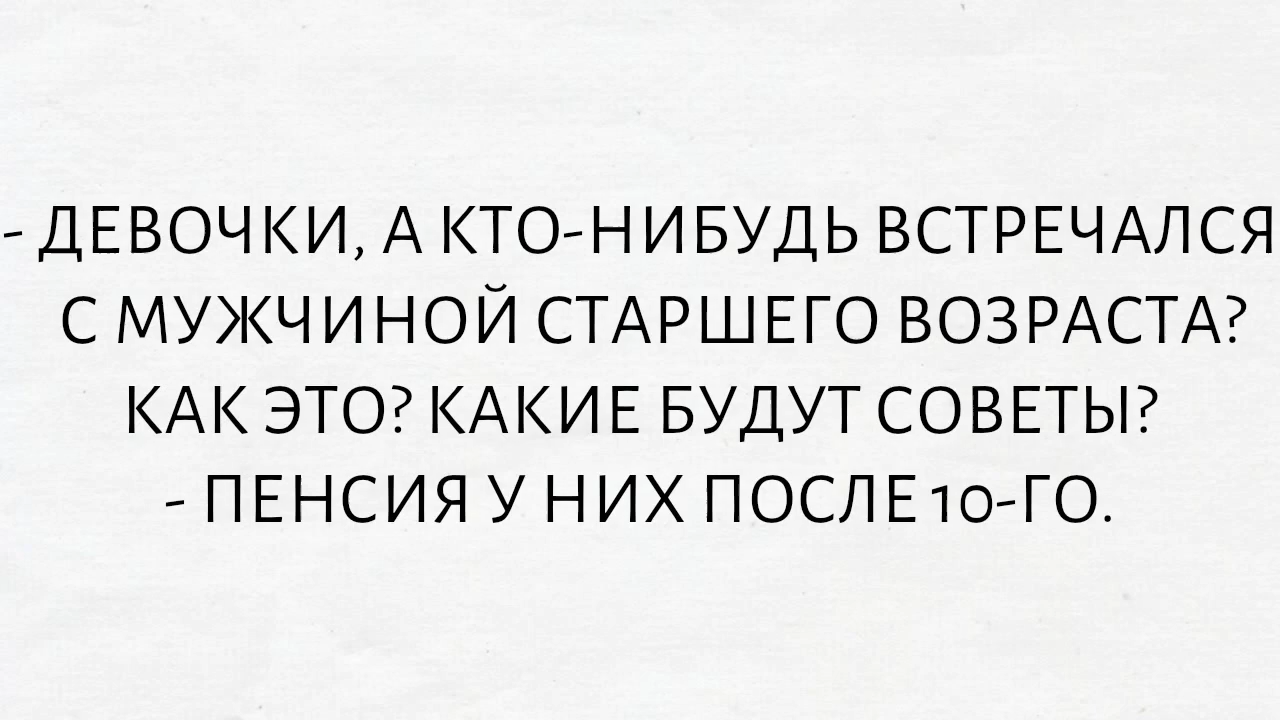 - ДЕВОЧКИ, А КТО-НИБУДЬ ВСТРЕЧАЛСЯ
С МУЖЧИНОЙ СТАРШЕГО ВОЗРАСТА?
КАК ЭТО? КАКИЕ БУДУТ СОВЕТЫ?
- ПЕНСИЯ У НИХ ПОСЛЕ 10-ГО.